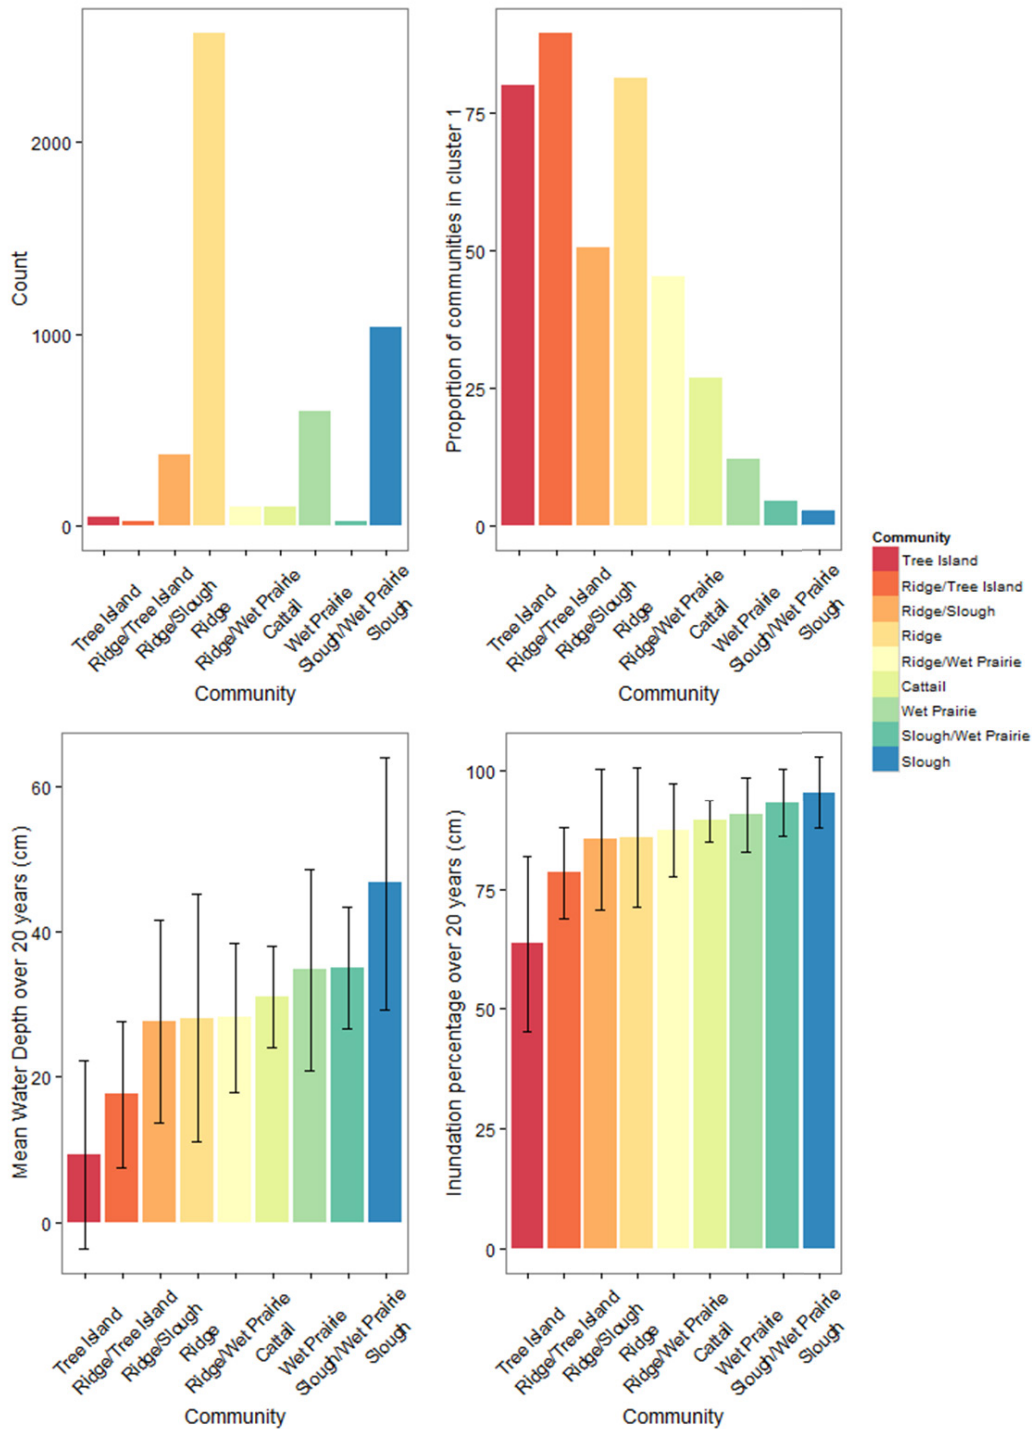 Count
2000
1000
0
Tree Island
Ridge/Tree Island
Ridge/Slough
Ridge
Ridge/Wet Prairie
Cattail
Wet Prairie
Slough/Wet Prairie
Slough
Community
Proportion of communities in cluster 1
75
50
25
0
Tree Island
Ridge/Tree Island
Ridge/Slough
Ridge
Ridge/Wet Prairie
Cattail
Wet Prairie
Slough/Wet Prairie
Slough
Community
Community
Tree Island
Ridge/Tree Island
Ridge/Slough
Ridge
Ridge/Wet Prairie
Cattail
Wet Prairie
Slough/Wet Prairie
Slough
Mean Water Depth over 20 years (cm)
60
40
20
0
Tree Island
Ridge/Tree Island
Ridge/Slough
Ridge
Ridge/Wet Prairie
Cattail
Wet Prairie
Slough/Wet Prairie
Slough
Community
Inundation percentage over 20 years (cm)
100
75
50
25
0
Tree Island
Ridge/Tree Island
Ridge/Slough
Ridge
Ridge/Wet Prairie
Cattail
Wet Prairie
Slough/Wet Prairie
Slough
Community